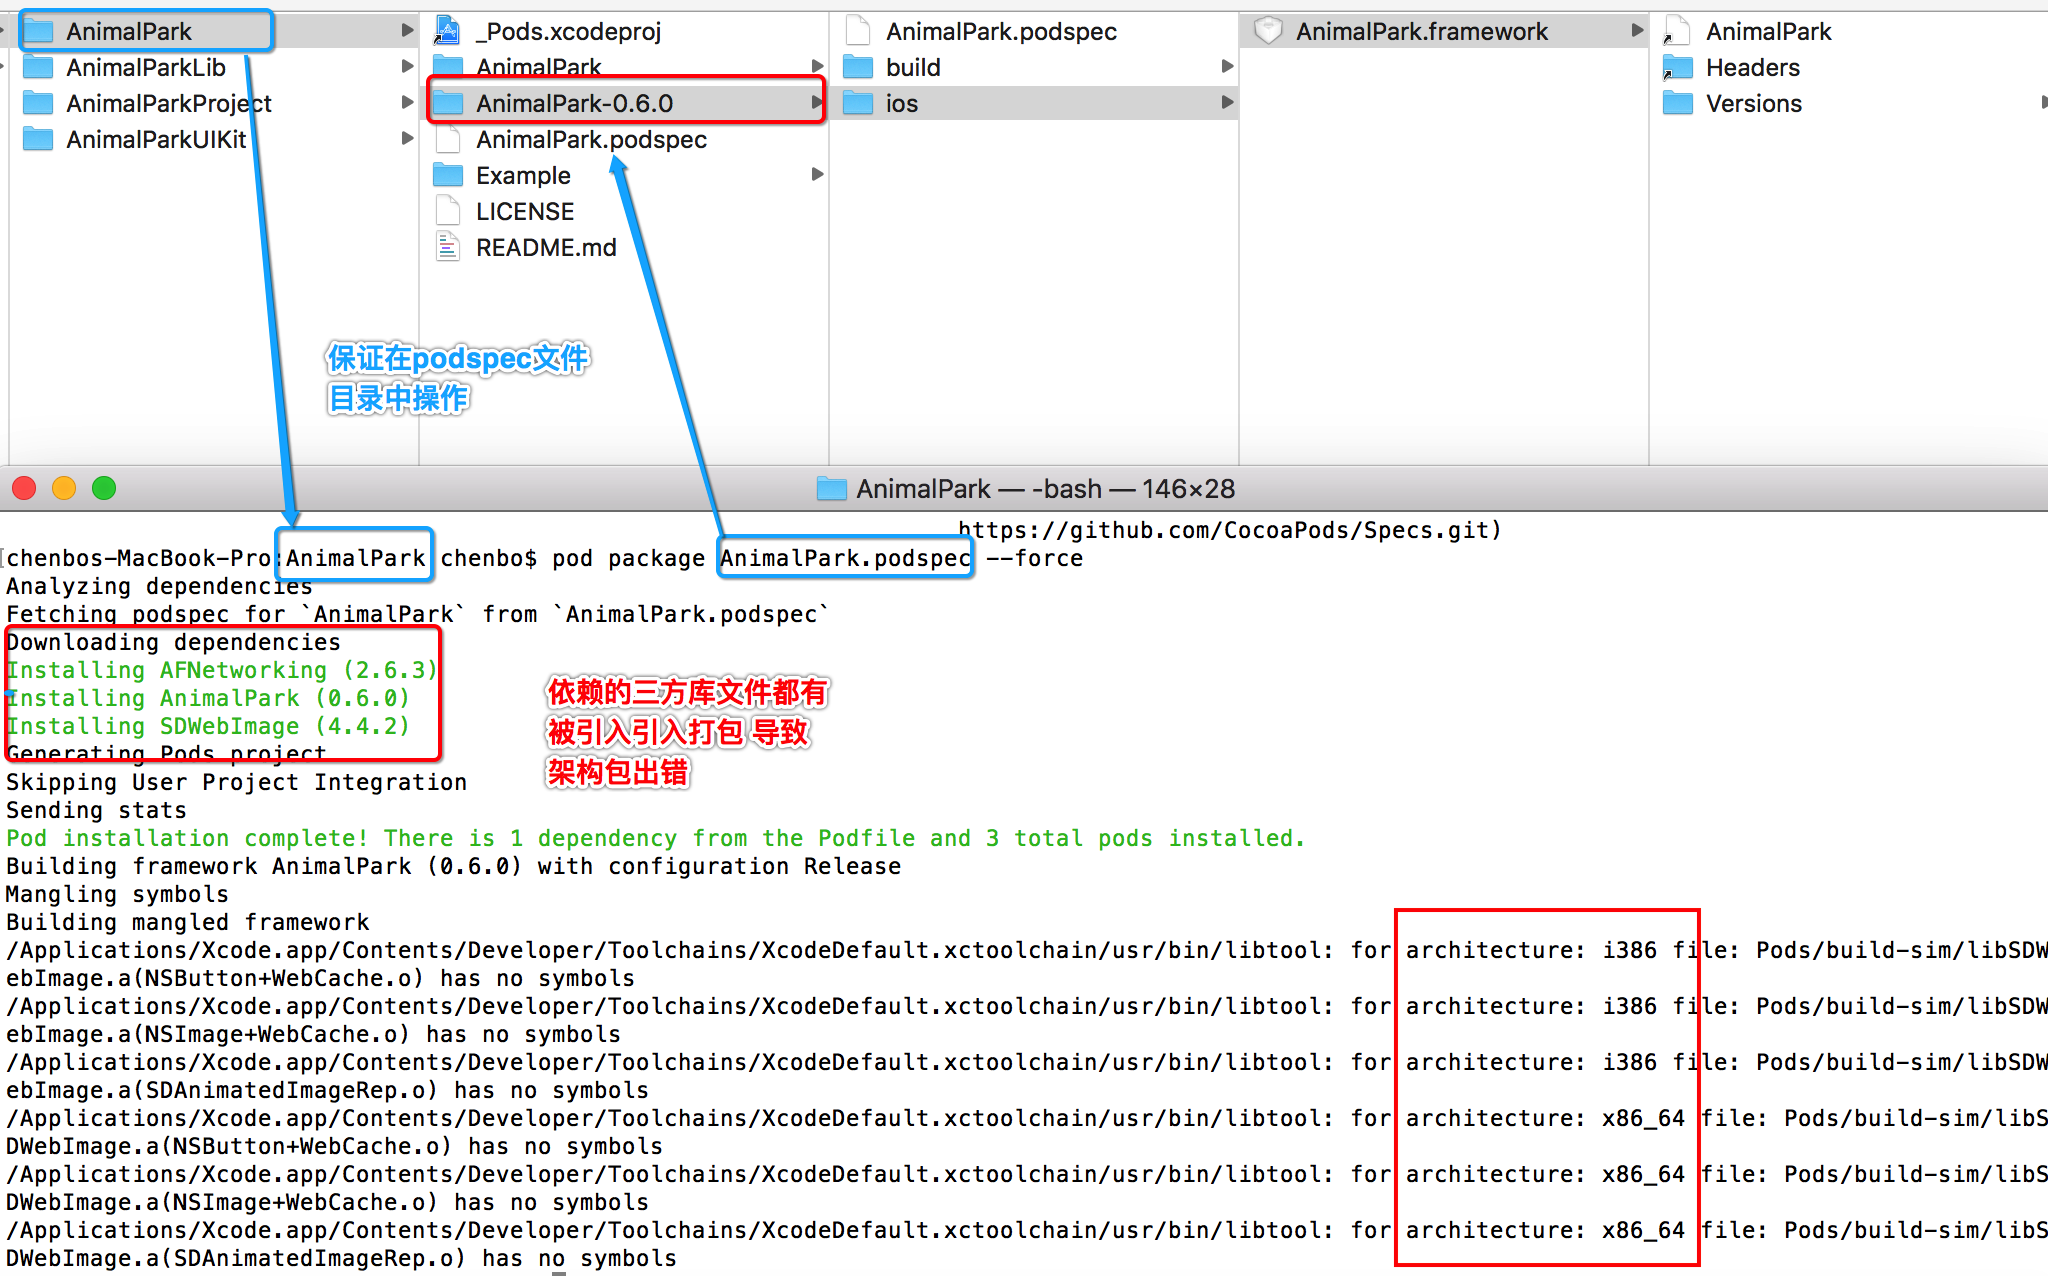 AnimalPark
AnimalParkLib
AnimalParkProject
AnimalParkUIKit
_Pods.xcodeproj
AnimalPark
AnimalPark-0.6.0
AnimalPark.podspec
Example
LICENSE
README.md
AnimalPark.podspec
build
ios
AnimalPark.framework
AnimalPark
Headers
Versions
保证在podspec文件
目录中操作
AnimalPark — -bash — 146×28
https://github.com/CocoaPods/Specs.git)
[chenbos-MacBook-Pro:AnimalPark chenbo$ pod package AnimalPark.podspec --force
Analyzing dependencies
Fetching podspec for `AnimalPark` from `AnimalPark.podspec`
Downloading dependencies
Installing AFNetworking (2.6.3)
Installing AnimalPark (0.6.0)
Installing SDWebImage (4.4.2)
Generating Pods project
依赖的三方库文件都有
被引入引入打包 导致
架构包出错
Skipping User Project Integration
Sending stats
Pod installation complete! There is 1 dependency from the Podfile and 3 total pods installed.
Building framework AnimalPark (0.6.0) with configuration Release
Mangling symbols
Building mangled framework
/Applications/Xcode.app/Contents/Developer/Toolchains/XcodeDefault.xctoolchain/usr/bin/libtool: for architecture: i386 file: Pods/build-sim/libSDW
ebImage.a(NSButton+WebCache.o) has no symbols
/Applications/Xcode.app/Contents/Developer/Toolchains/XcodeDefault.xctoolchain/usr/bin/libtool: for architecture: i386 file: Pods/build-sim/libSDW
ebImage.a(NSImage+WebCache.o) has no symbols
/Applications/Xcode.app/Contents/Developer/Toolchains/XcodeDefault.xctoolchain/usr/bin/libtool: for architecture: i386 file: Pods/build-sim/libSDW
ebImage.a(SDAnimatedImageRep.o) has no symbols
/Applications/Xcode.app/Contents/Developer/Toolchains/XcodeDefault.xctoolchain/usr/bin/libtool: for architecture: x86_64 file: Pods/build-sim/libS
DWebImage.a(NSButton+WebCache.o) has no symbols
/Applications/Xcode.app/Contents/Developer/Toolchains/XcodeDefault.xctoolchain/usr/bin/libtool: for architecture: x86_64 file: Pods/build-sim/libS
DWebImage.a(NSImage+WebCache.o) has no symbols
/Applications/Xcode.app/Contents/Developer/Toolchains/XcodeDefault.xctoolchain/usr/bin/libtool: for architecture: x86_64 file: Pods/build-sim/libS
DWebImage.a(SDAnimatedImageRep.o) has no symbols